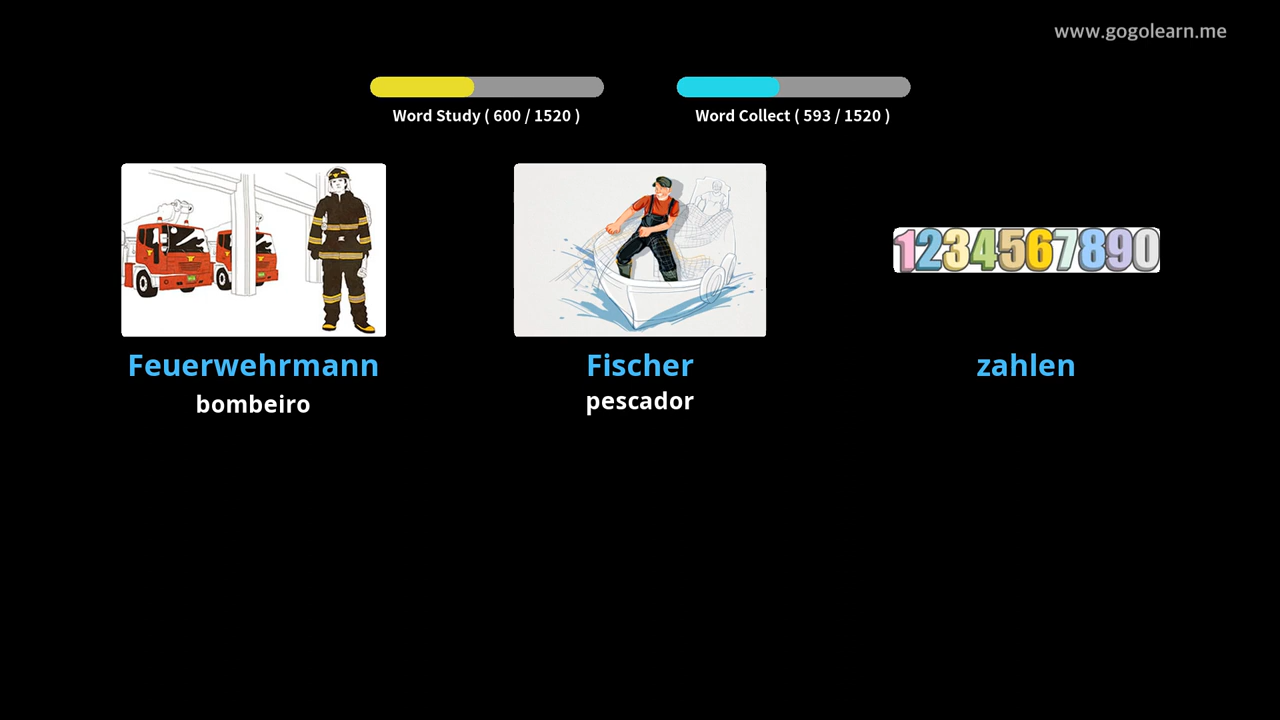 www.gogolearn.me
Word Study ( 600 / 1520 )
Word Collect ( 593 / 1520 )
1234567890
Feuerwehrmann
bombeiro
Fischer
pescador
zahlen